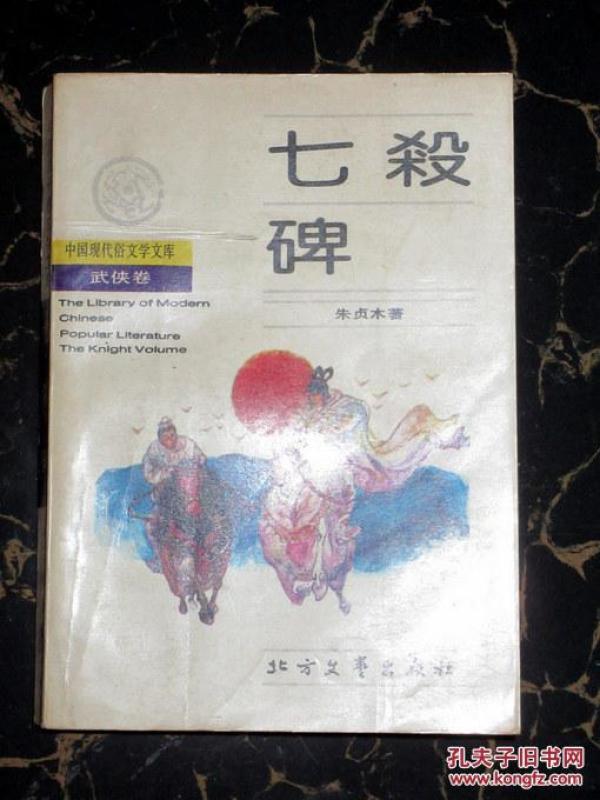 七殺
碑
中国现代俗文学文库
武侠卷
The Library of Modern
Chinese
Popular Literature
The Knight Volume
朱贞木著
北方文艺出版社
孔夫子旧书网
www.kongfz.com